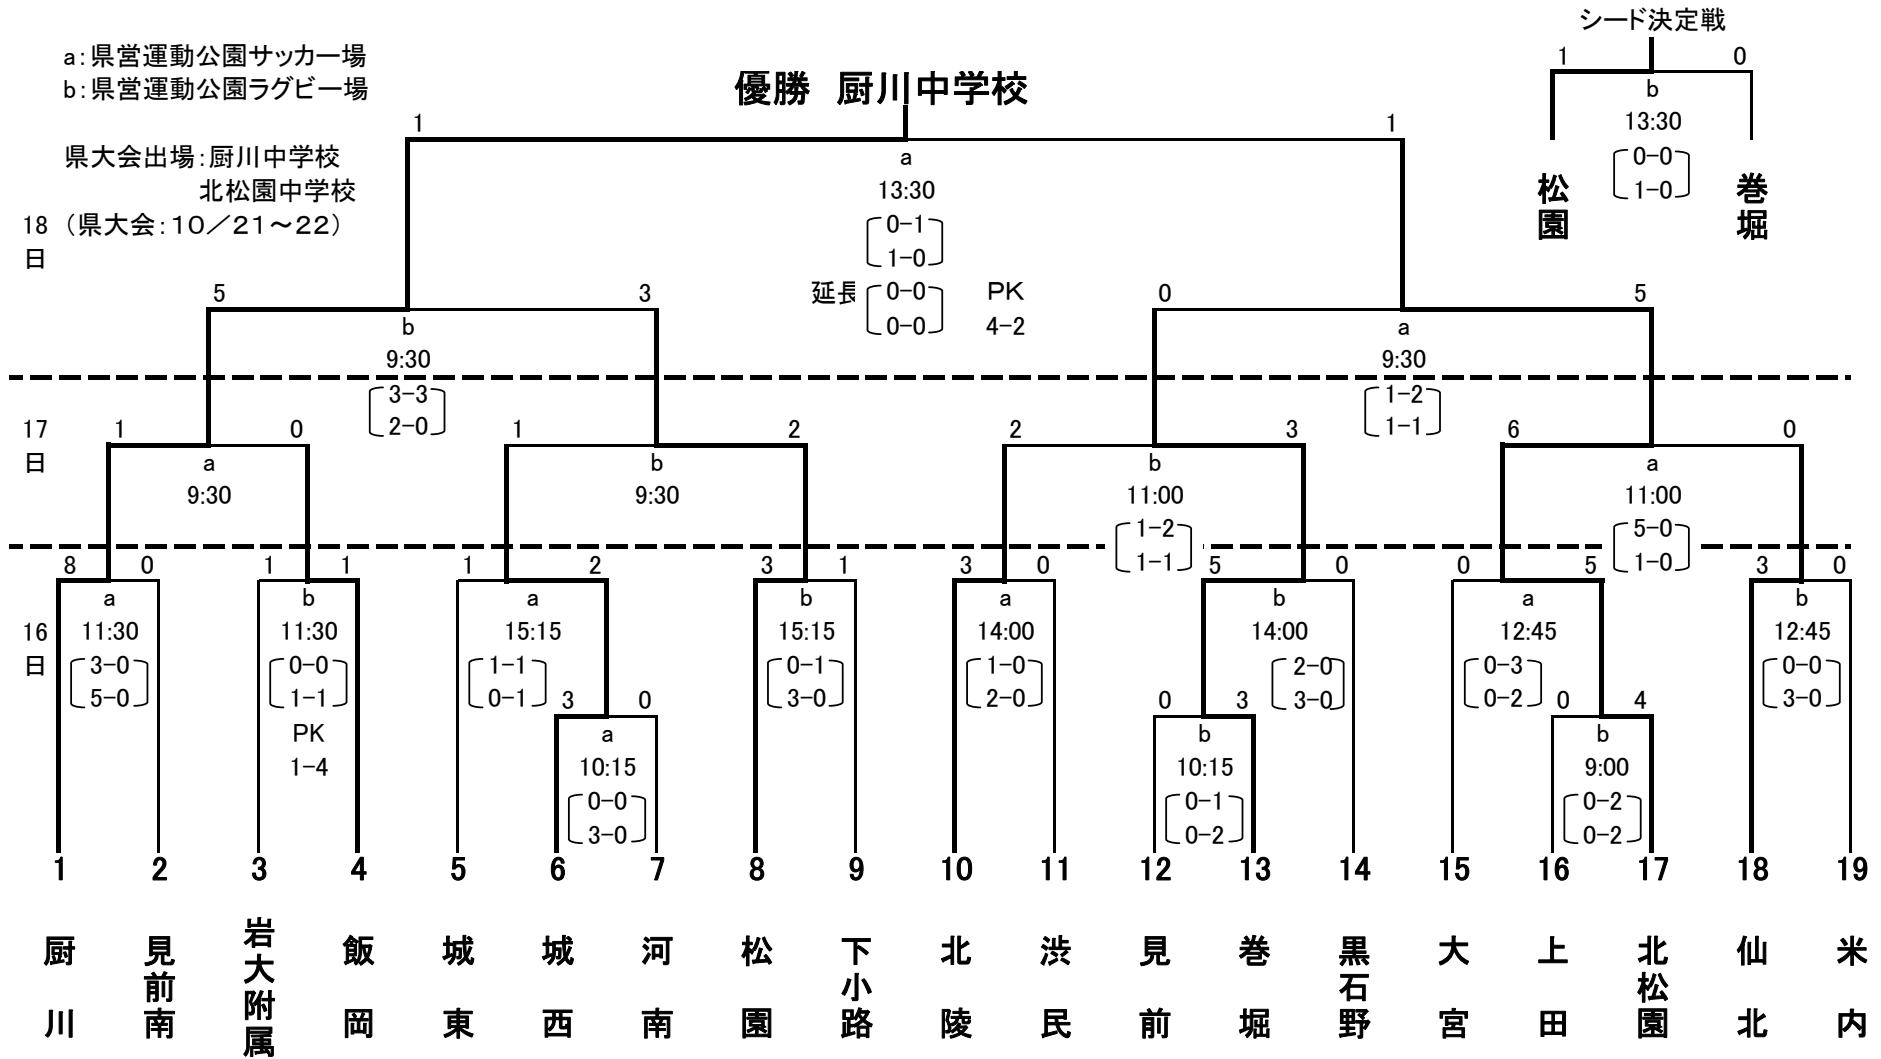 シード決定戦
a：県営運動公園サッカー場
b：県営運動公園ラグビー場
優勝　厨川中学校
1 0
b
13:30
0-0
1-0
松園
巻堀
県大会出場：厨川中学校
北松園中学校
（県大会：１０／２１～２２）
18日
1 1
a
13:30
0-1
1-0
延長 0-0 PK
0-0 4-2
5 3 0 5
b a
9:30 9:30
3-3 1-2
2-0 1-1
17日
1 0 1 2 2 3 6 0
a b b a
9:30 9:30 11:00 11:00
1-2 5-0
1-1 1-0
16日
8 0 1 1 1 2 3 1 3 0 5 0 0 5 3 0
a b a b a b a b
11:30 11:30 15:15 15:15 14:00 14:00 12:45 12:45
3-0 0-0 1-1 0-1 1-0 2-0 0-3 0-0
5-0 1-1 0-1 3-0 2-0 3-0 0-2 3-0
3 0 0 3 0 4
PK a b b
1-4 10:15 10:15 9:00
0-0 0-1 0-2
3-0 0-2 0-2
1 2 3 4 5 6 7 8 9 10 11 12 13 14 15 16 17 18 19
厨川
見前南
岩大附属
飯岡
城東
城西
河南
松園
下小路
北陵
渋民
見前
巻堀
黒石野
大宮
上田
北松園
仙北
米内